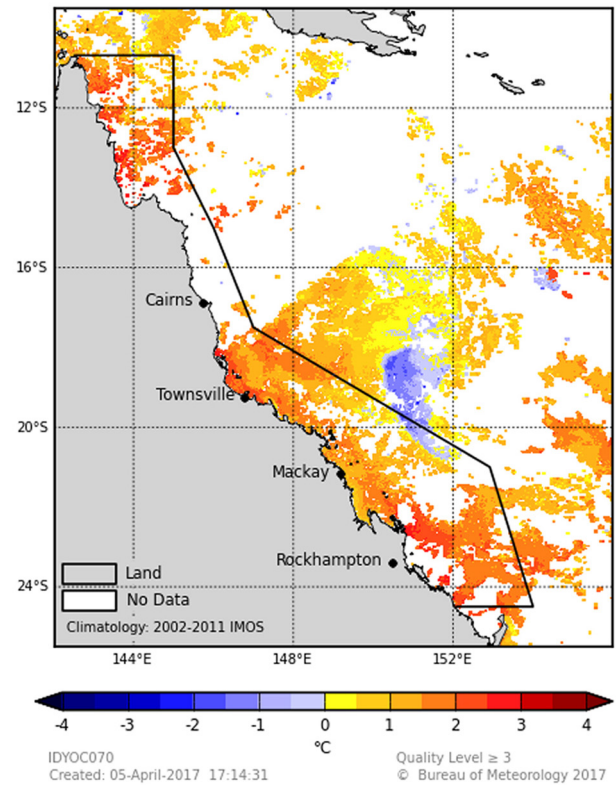 12°S
16°S
Cairns
Townsville
20°S
Mackay
Rockhampton
24°S
Land
No Data
Climatology: 2002-2011 IMOS
144°E 148°E 152°E
-4 -3 -2 -1 0 1 2 3 4
°C
IDYOC070 Quality Level ≥ 3
Created: 05-April-2017 17:14:31 © Bureau of Meteorology 2017